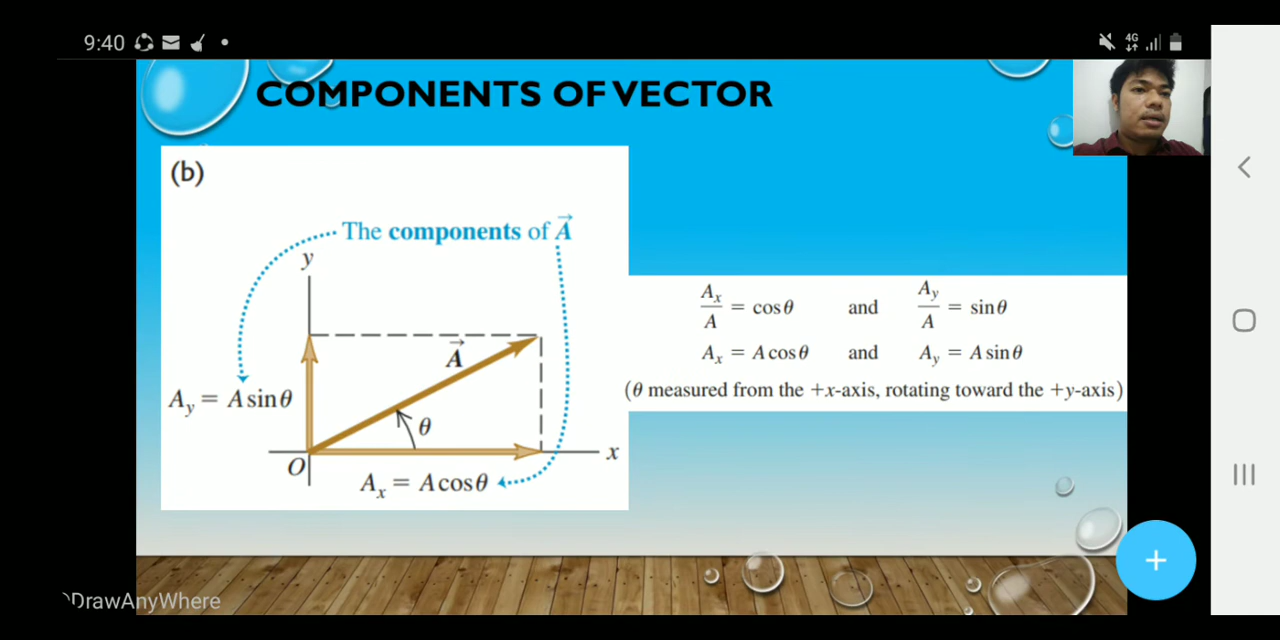 9:40
4G
COMPONENTS OF VECTOR
(b)
The components of A⃗
y
A⃗
A_y = A sin θ
θ
O
x
A_x = A cos θ
A_x/A = cos θ and A_y/A = sin θ
A_x = A cos θ and A_y = A sin θ
(θ measured from the +x-axis, rotating toward the +y-axis)
+
DrawAnyWhere